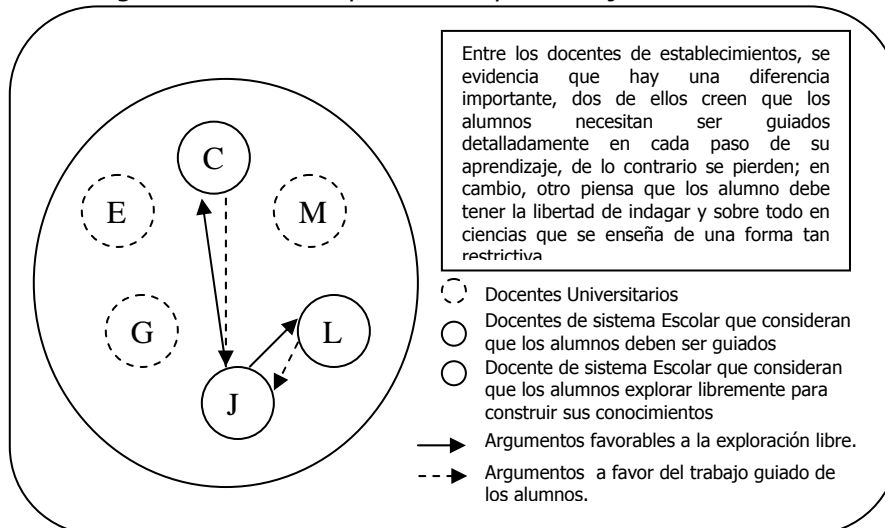 Entre los docentes de establecimientos, se
evidencia que hay una diferencia
importante, dos de ellos creen que los
alumnos necesitan ser guiados
detalladamente en cada paso de su
aprendizaje, de lo contrario se pierden; en
cambio, otro piensa que los alumno debe
tener la libertad de indagar y sobre todo en
ciencias que se enseña de una forma tan
restrictiva
C
E
M
G
L
J
Docentes Universitarios
Docentes de sistema Escolar que consideran
que los alumnos deben ser guiados
Docente de sistema Escolar que consideran
que los alumnos explorar libremente para
construir sus conocimientos
Argumentos favorables a la exploración libre.
Argumentos a favor del trabajo guiado de
los alumnos.